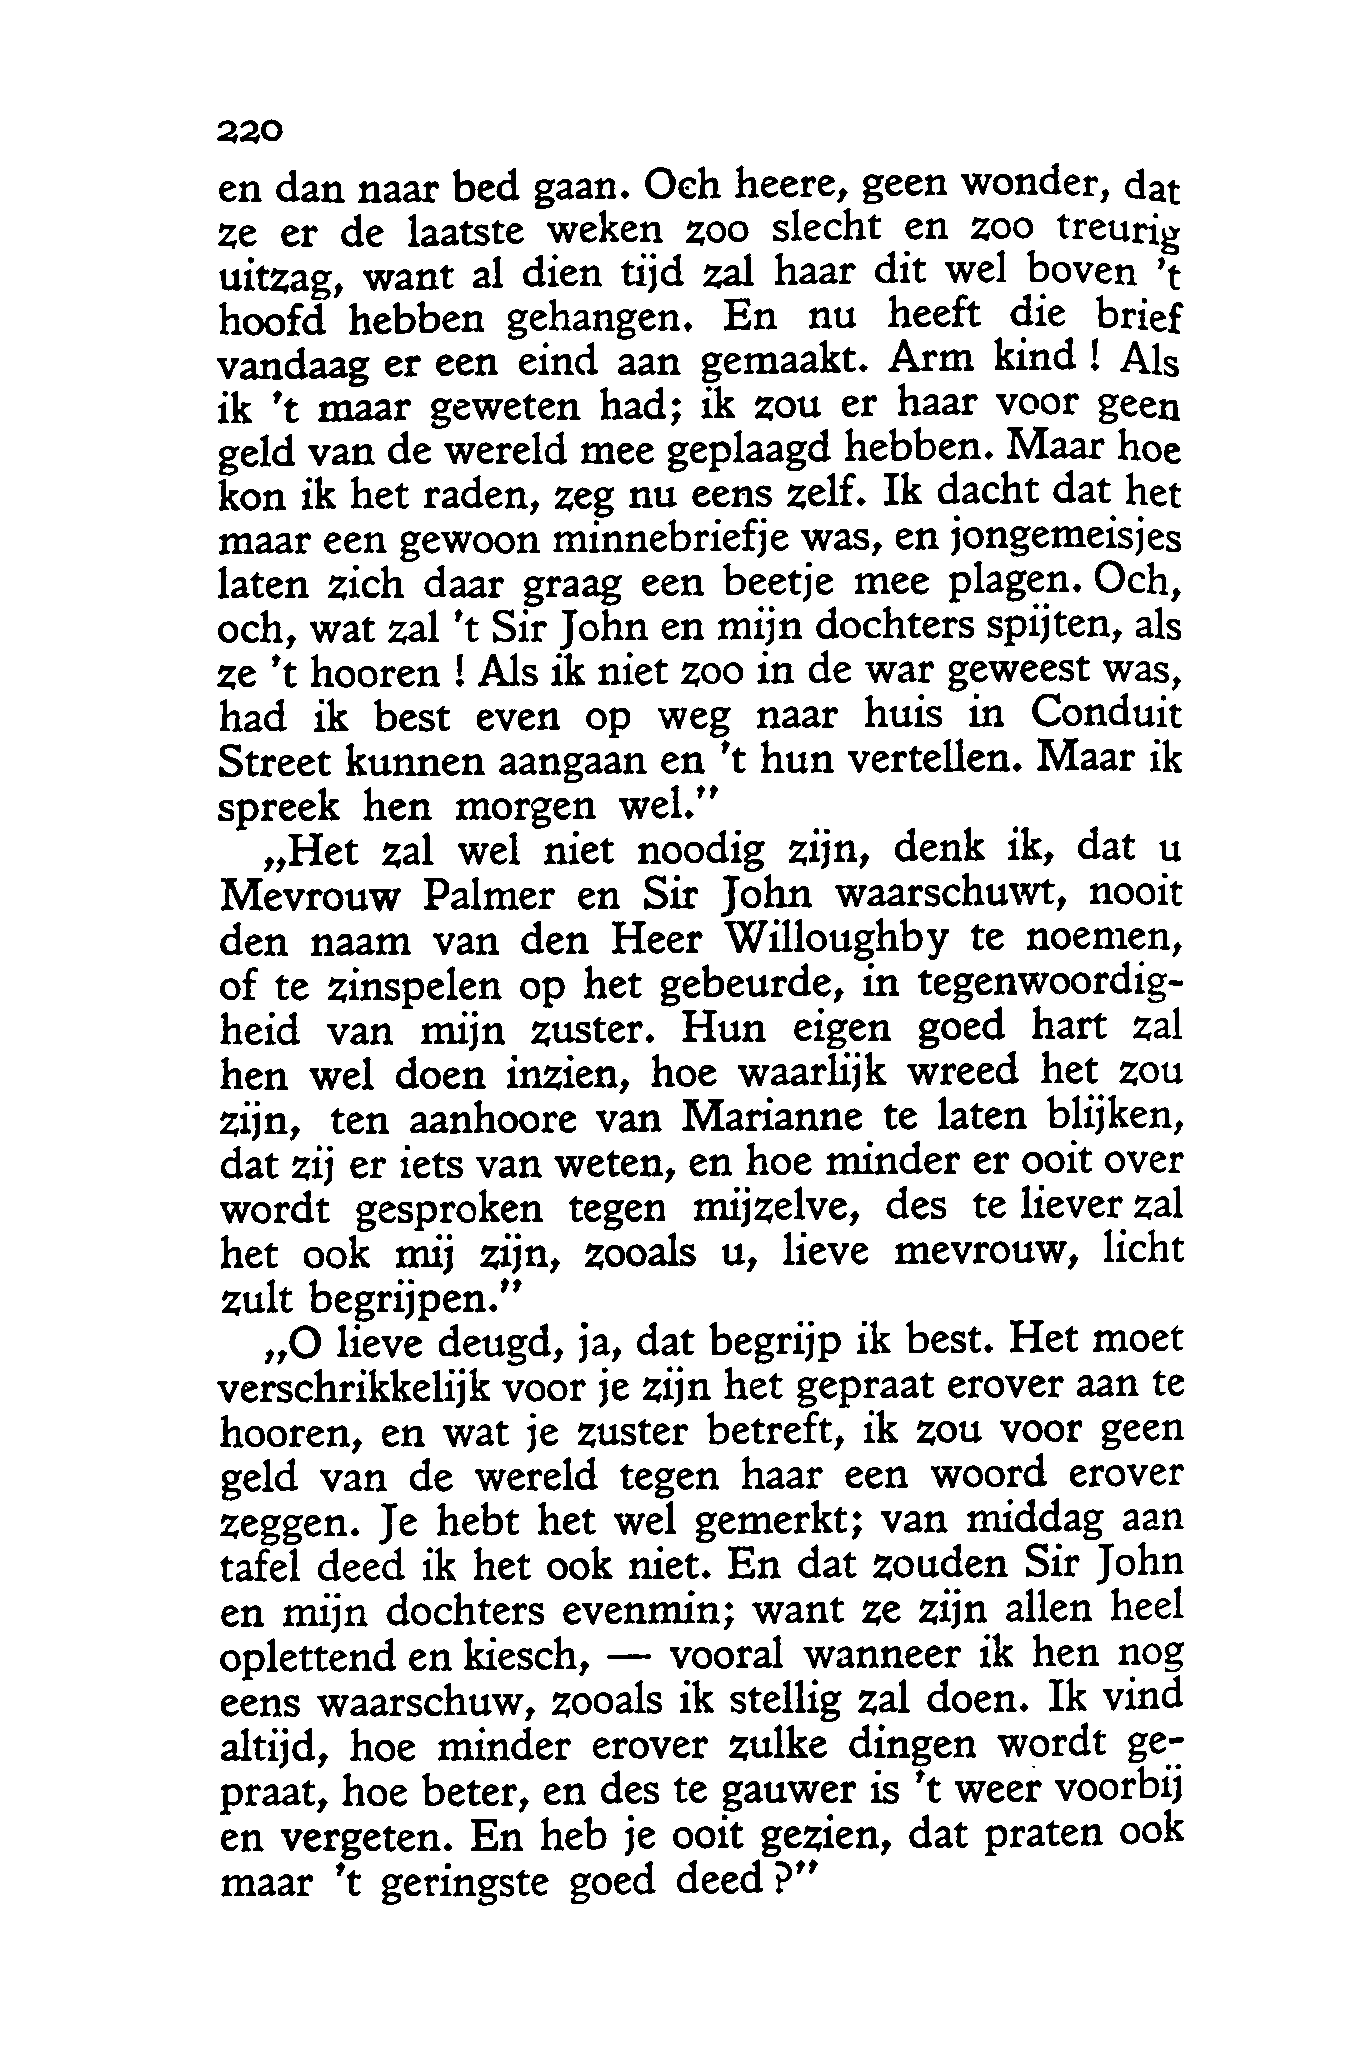 220
en dan naar bed gaan. Och heere, geen wonder, dat
ze er de laatste weken zoo slecht en zoo treurig
uitzag, want al dien tijd zal haar dit wel boven 't
hoofd hebben gehangen. En nu heeft die brief
vandaag er een eind aan gemaakt. Arm kind ! Als
ik 't maar geweten had; ik zou er haar voor geen
geld van de wereld mee geplaagd hebben. Maar hoe
kon ik het raden, zeg nu eens zelf. Ik dacht dat het
maar een gewoon minnebriefje was, en jongemeisjes
laten zich daar graag een beetje mee plagen. Och,
och, wat zal 't Sir John en mijn dochters spijten, als
ze 't hooren ! Als ik niet zoo in de war geweest was,
had ik best even op weg naar huis in Conduit
Street kunnen aangaan en 't hun vertellen. Maar ik
spreek hen morgen wel.”
„Het zal wel niet noodig zijn, denk ik, dat u
Mevrouw Palmer en Sir John waarschuwt, nooit
den naam van den Heer Willoughby te noemen,
of te zinspelen op het gebeurde, in tegenwoordig-
heid van mijn zuster. Hun eigen goed hart zal
hen wel doen inzien, hoe waarlijk wreed het zou
zijn, ten aanhoore van Marianne te laten blijken,
dat zij er iets van weten, en hoe minder er ooit over
wordt gesproken tegen mijzelve, des te liever zal
het ook mij zijn, zooals u, lieve mevrouw, licht
zult begrijpen.”
„O lieve deugd, ja, dat begrijp ik best. Het moet
verschrikkelijk voor je zijn het gepraat erover aan te
hooren, en wat je zuster betreft, ik zou voor geen
geld van de wereld tegen haar een woord erover
zeggen. Je hebt het wel gemerkt; van middag aan
tafel deed ik het ook niet. En dat zouden Sir John
en mijn dochters evenmin; want ze zijn allen heel
oplettend en kiesch, — vooral wanneer ik hen nog
eens waarschuw, zooals ik stellig zal doen. Ik vind
altijd, hoe minder erover zulke dingen wordt ge-
praat, hoe beter, en des te gauwer is 't weer voorbij
en vergeten. En heb je ooit gezien, dat praten ook
maar 't geringste goed deed ?”